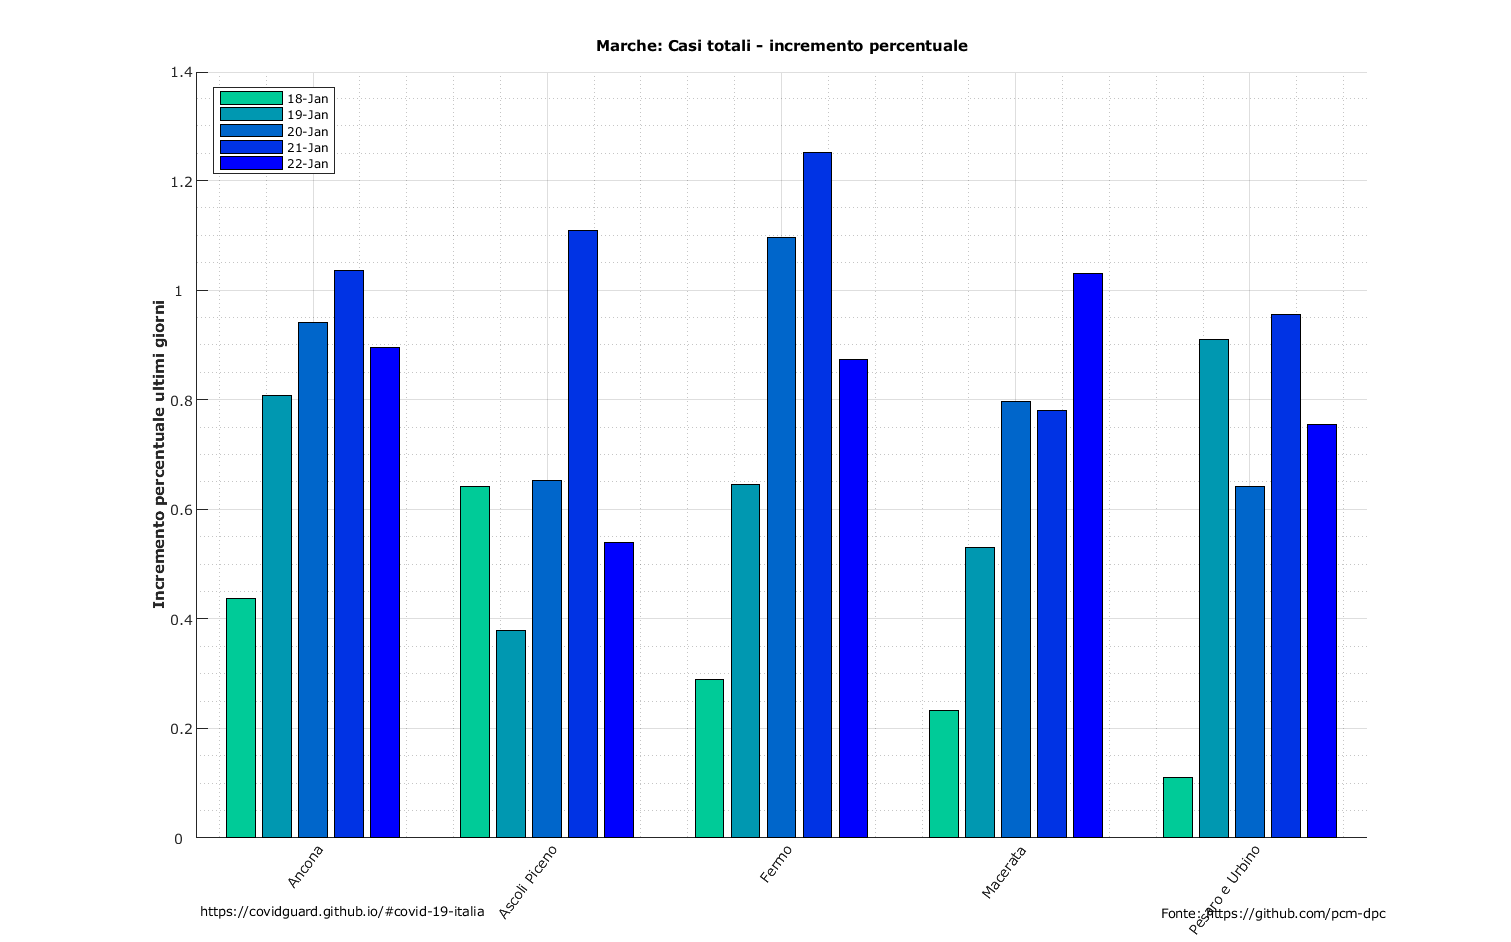 Marche: Casi totali - incremento percentuale
1.4
1.2
1
0.8
0.6
0.4
0.2
0
Incremento percentuale ultimi giorni
18-Jan
19-Jan
20-Jan
21-Jan
22-Jan
Ancona
Ascoli Piceno
Fermo
Macerata
Pesaro e Urbino
https://covidguard.github.io/#covid-19-italia
Fonte: https://github.com/pcm-dpc